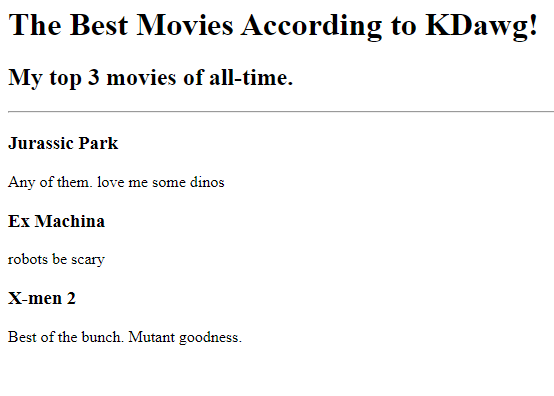 The Best Movies According to KDawg!
My top 3 movies of all-time.
Jurassic Park
Any of them. love me some dinos
Ex Machina
robots be scary
X-men 2
Best of the bunch. Mutant goodness.